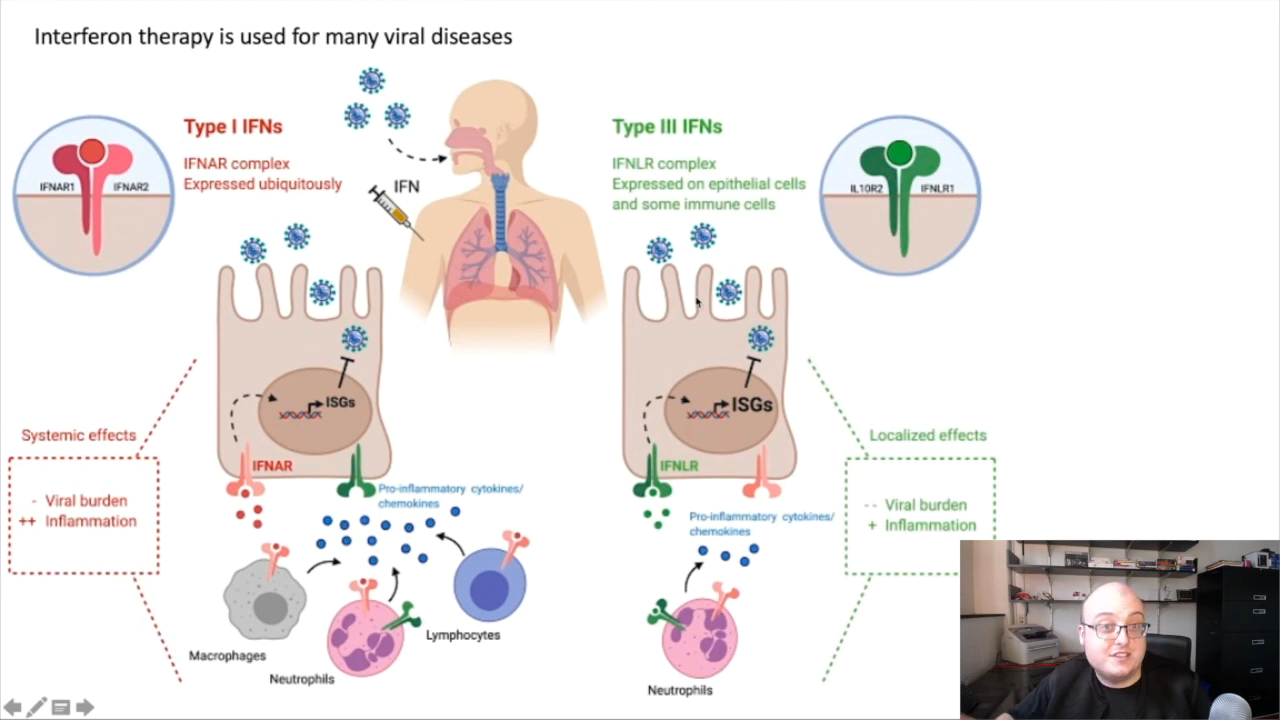 Interferon therapy is used for many viral diseases
Type I IFNs
IFNAR complex
Expressed ubiquitously
IFNAR1
IFNAR2
IFN
Type III IFNs
IFNLR complex
Expressed on epithelial cells
and some immune cells
IL10R2
IFNLR1
ISGs
IFNAR
Systemic effects
- Viral burden
++ Inflammation
Pro-inflammatory cytokines/
chemokines
Macrophages
Neutrophils
Lymphocytes
ISGs
IFNLR
Pro-inflammatory cytokines/
chemokines
Neutrophils
Localized effects
-- Viral burden
+ Inflammation